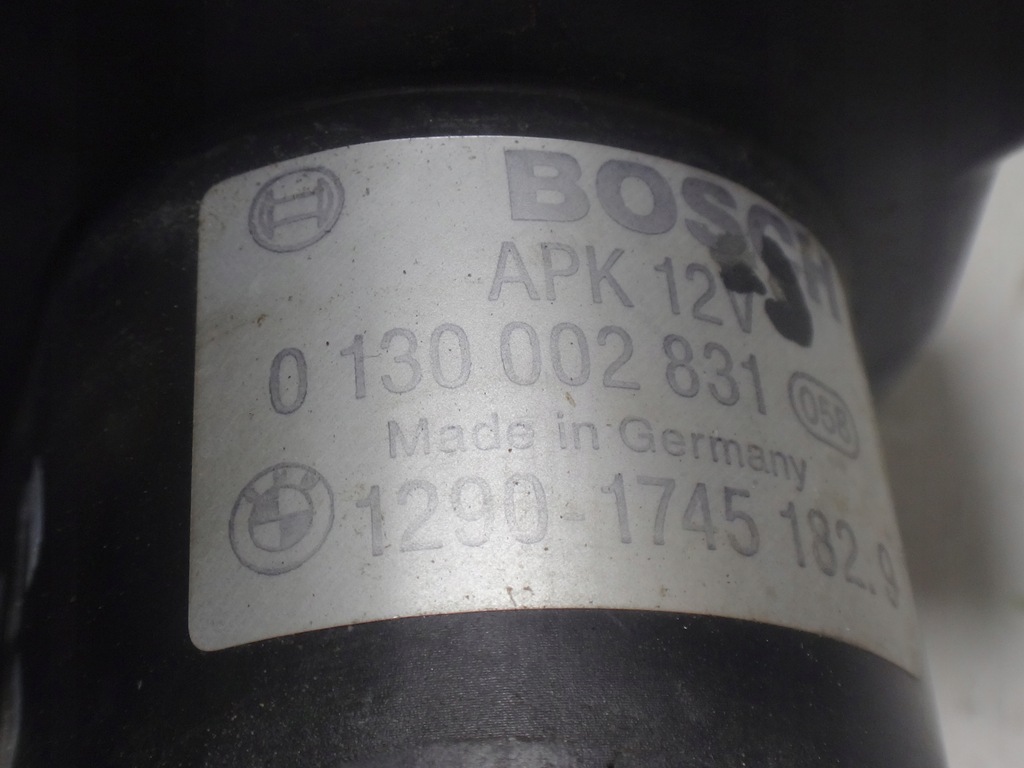 BOSCH
APK 12V
0 130 002 831 058
Made in Germany
1290-1745 182.9